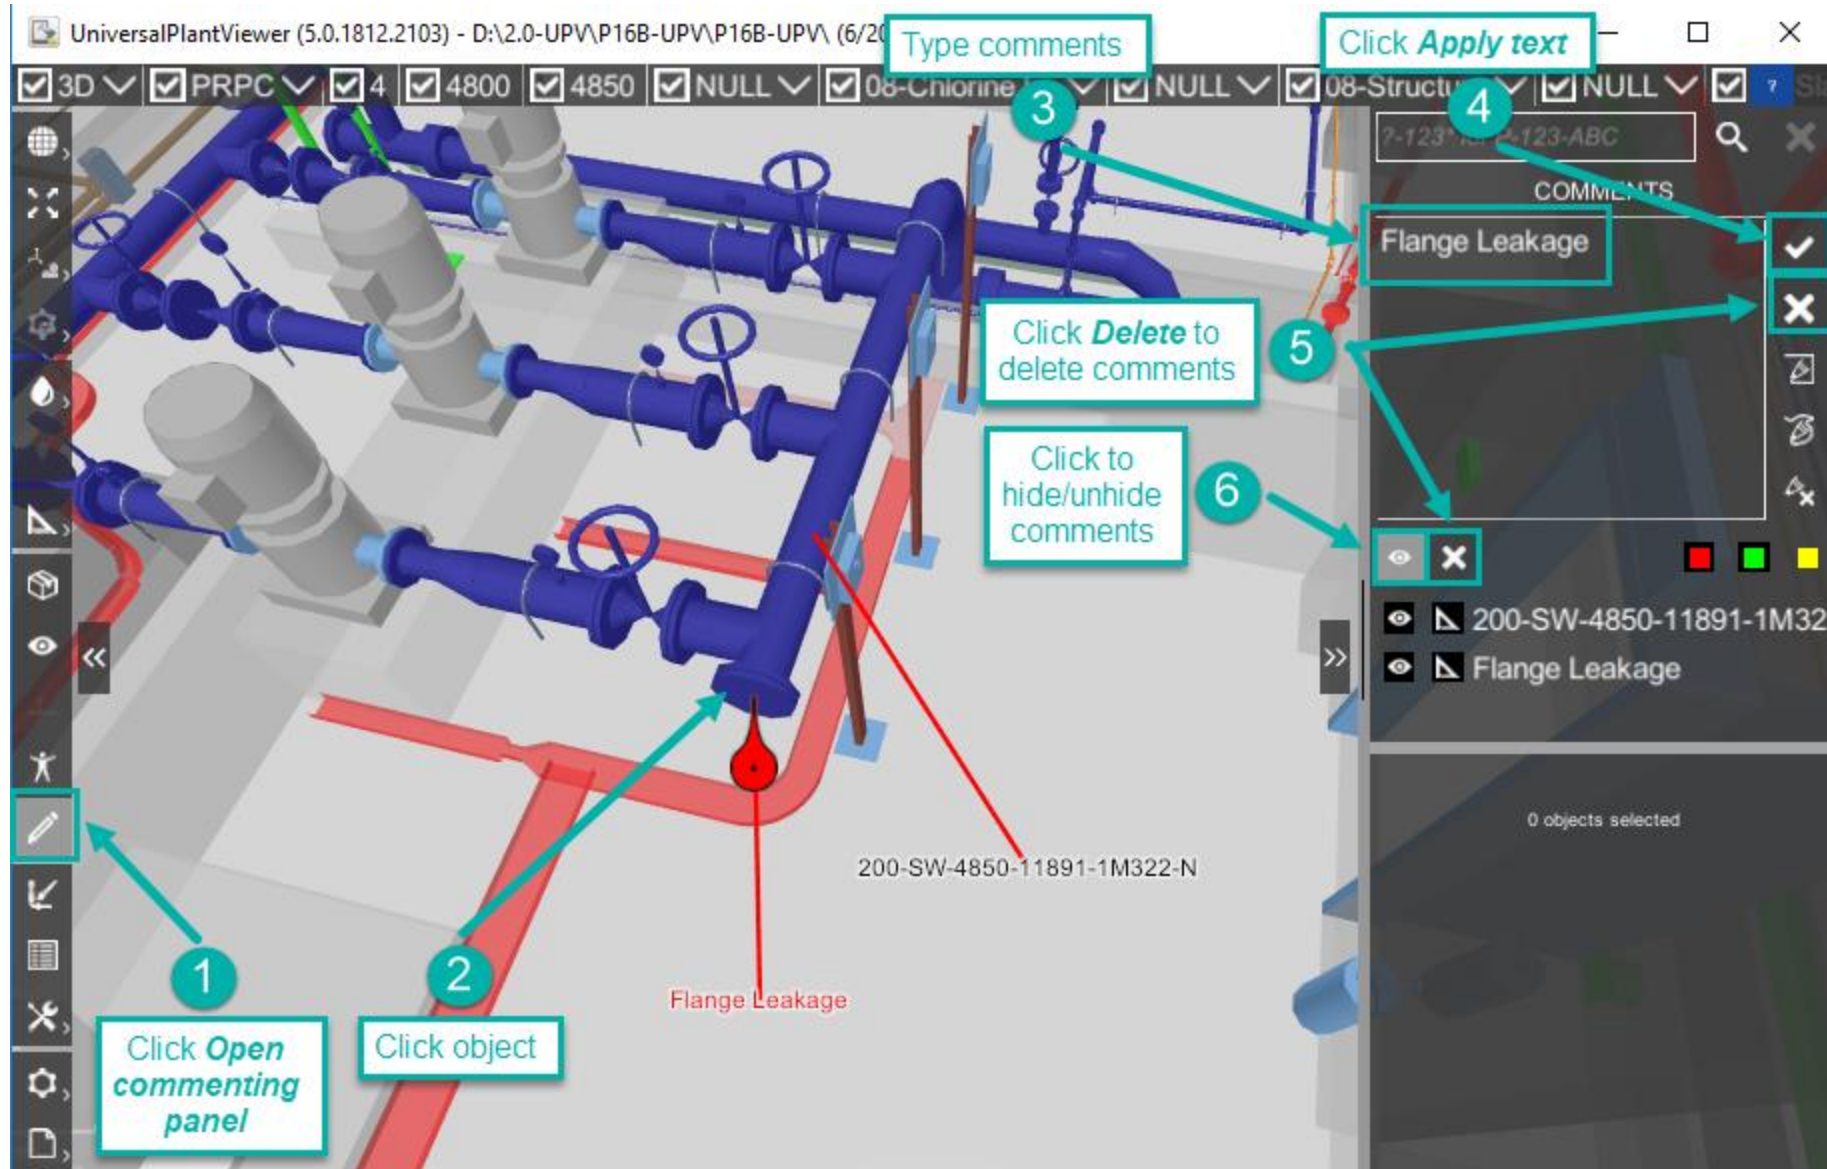 UniversalPlantViewer (5.0.1812.2103) - D:\2.0-UPV\P16B-UPV\P16B-UPV\ (6/20
Type comments
Click Apply text
3D
PRPC
4
4800
4850
NULL
08-Chlorine
NULL
08-Structu
NULL
?
3
4
COMMENTS
Flange Leakage
Click Delete to
delete comments
5
Click to
hide/unhide
comments
6
200-SW-4850-11891-1M32
Flange Leakage
0 objects selected
200-SW-4850-11891-1M322-N
Flange Leakage
1
Click Open
commenting
panel
2
Click object